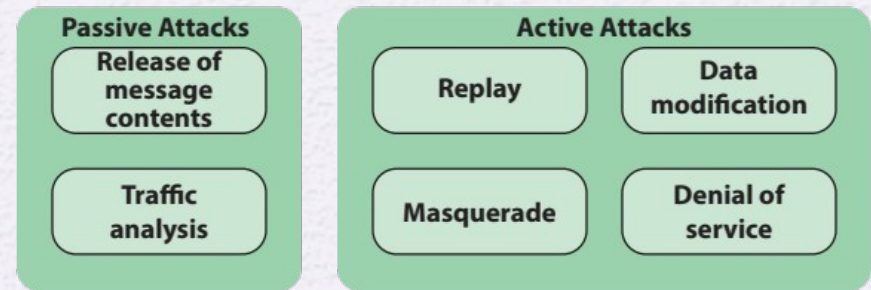 Passive Attacks
Release of
message
contents
Traffic
analysis
Active Attacks
Replay
Data
modification
Masquerade
Denial of
service